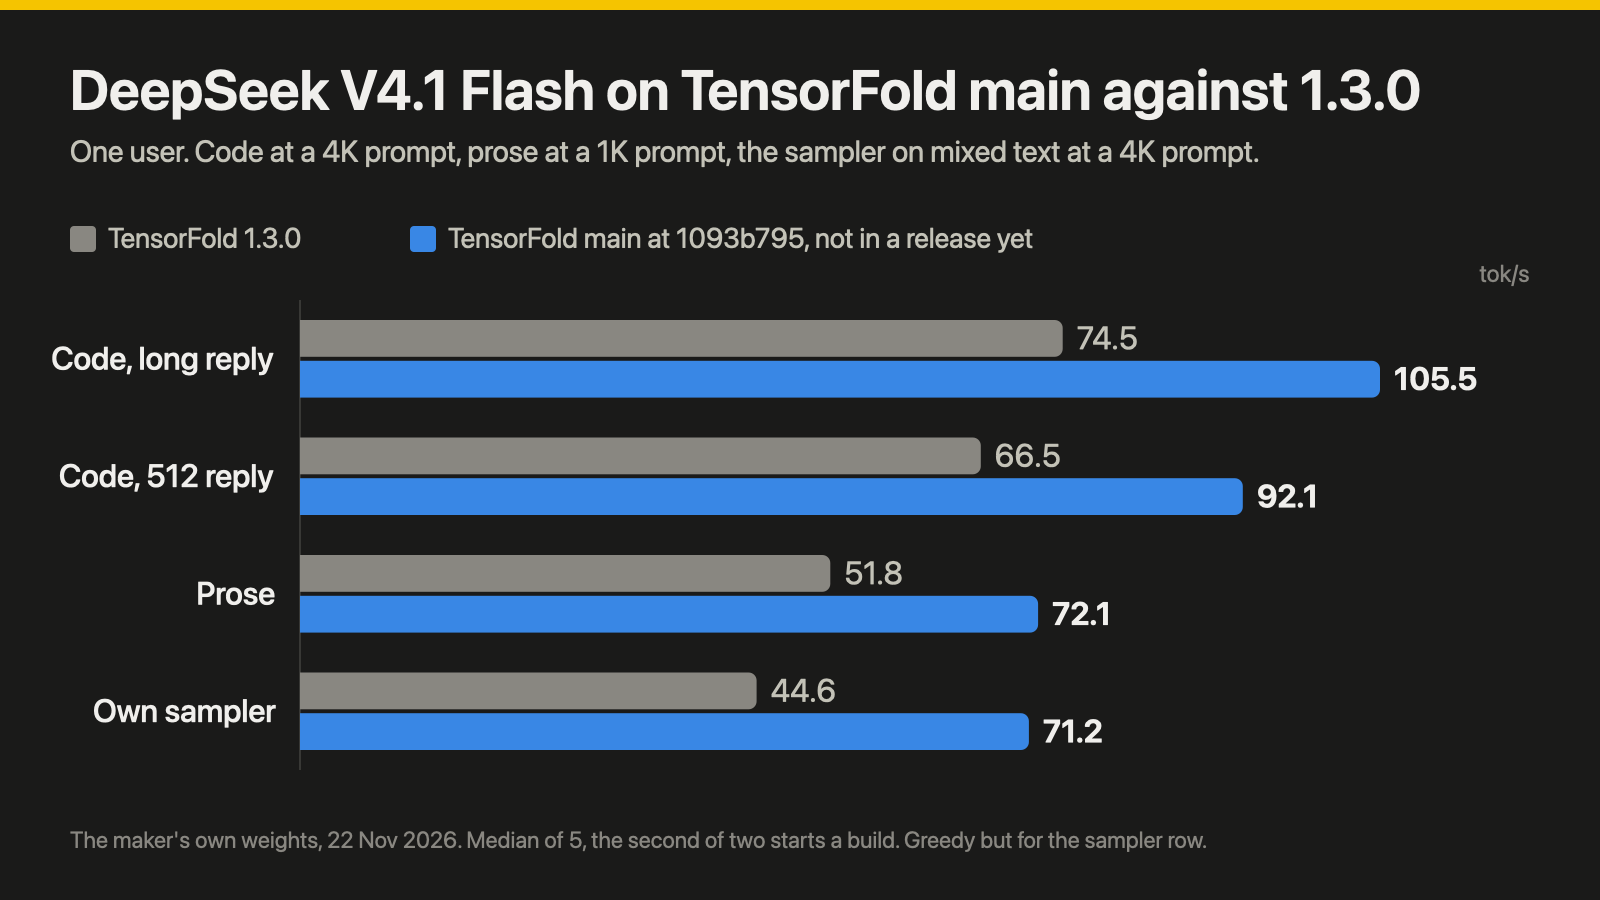 DeepSeek V4.1 Flash on TensorFold main against 1.3.0
One user. Code at a 4K prompt, prose at a 1K prompt, the sampler on mixed text at a 4K prompt.
TensorFold 1.3.0
TensorFold main at 1093b795, not in a release yet
tok/s
Code, long reply
74.5
105.5
Code, 512 reply
66.5
92.1
Prose
51.8
72.1
Own sampler
44.6
71.2
The maker's own weights, 22 Nov 2026. Median of 5, the second of two starts a build. Greedy but for the sampler row.